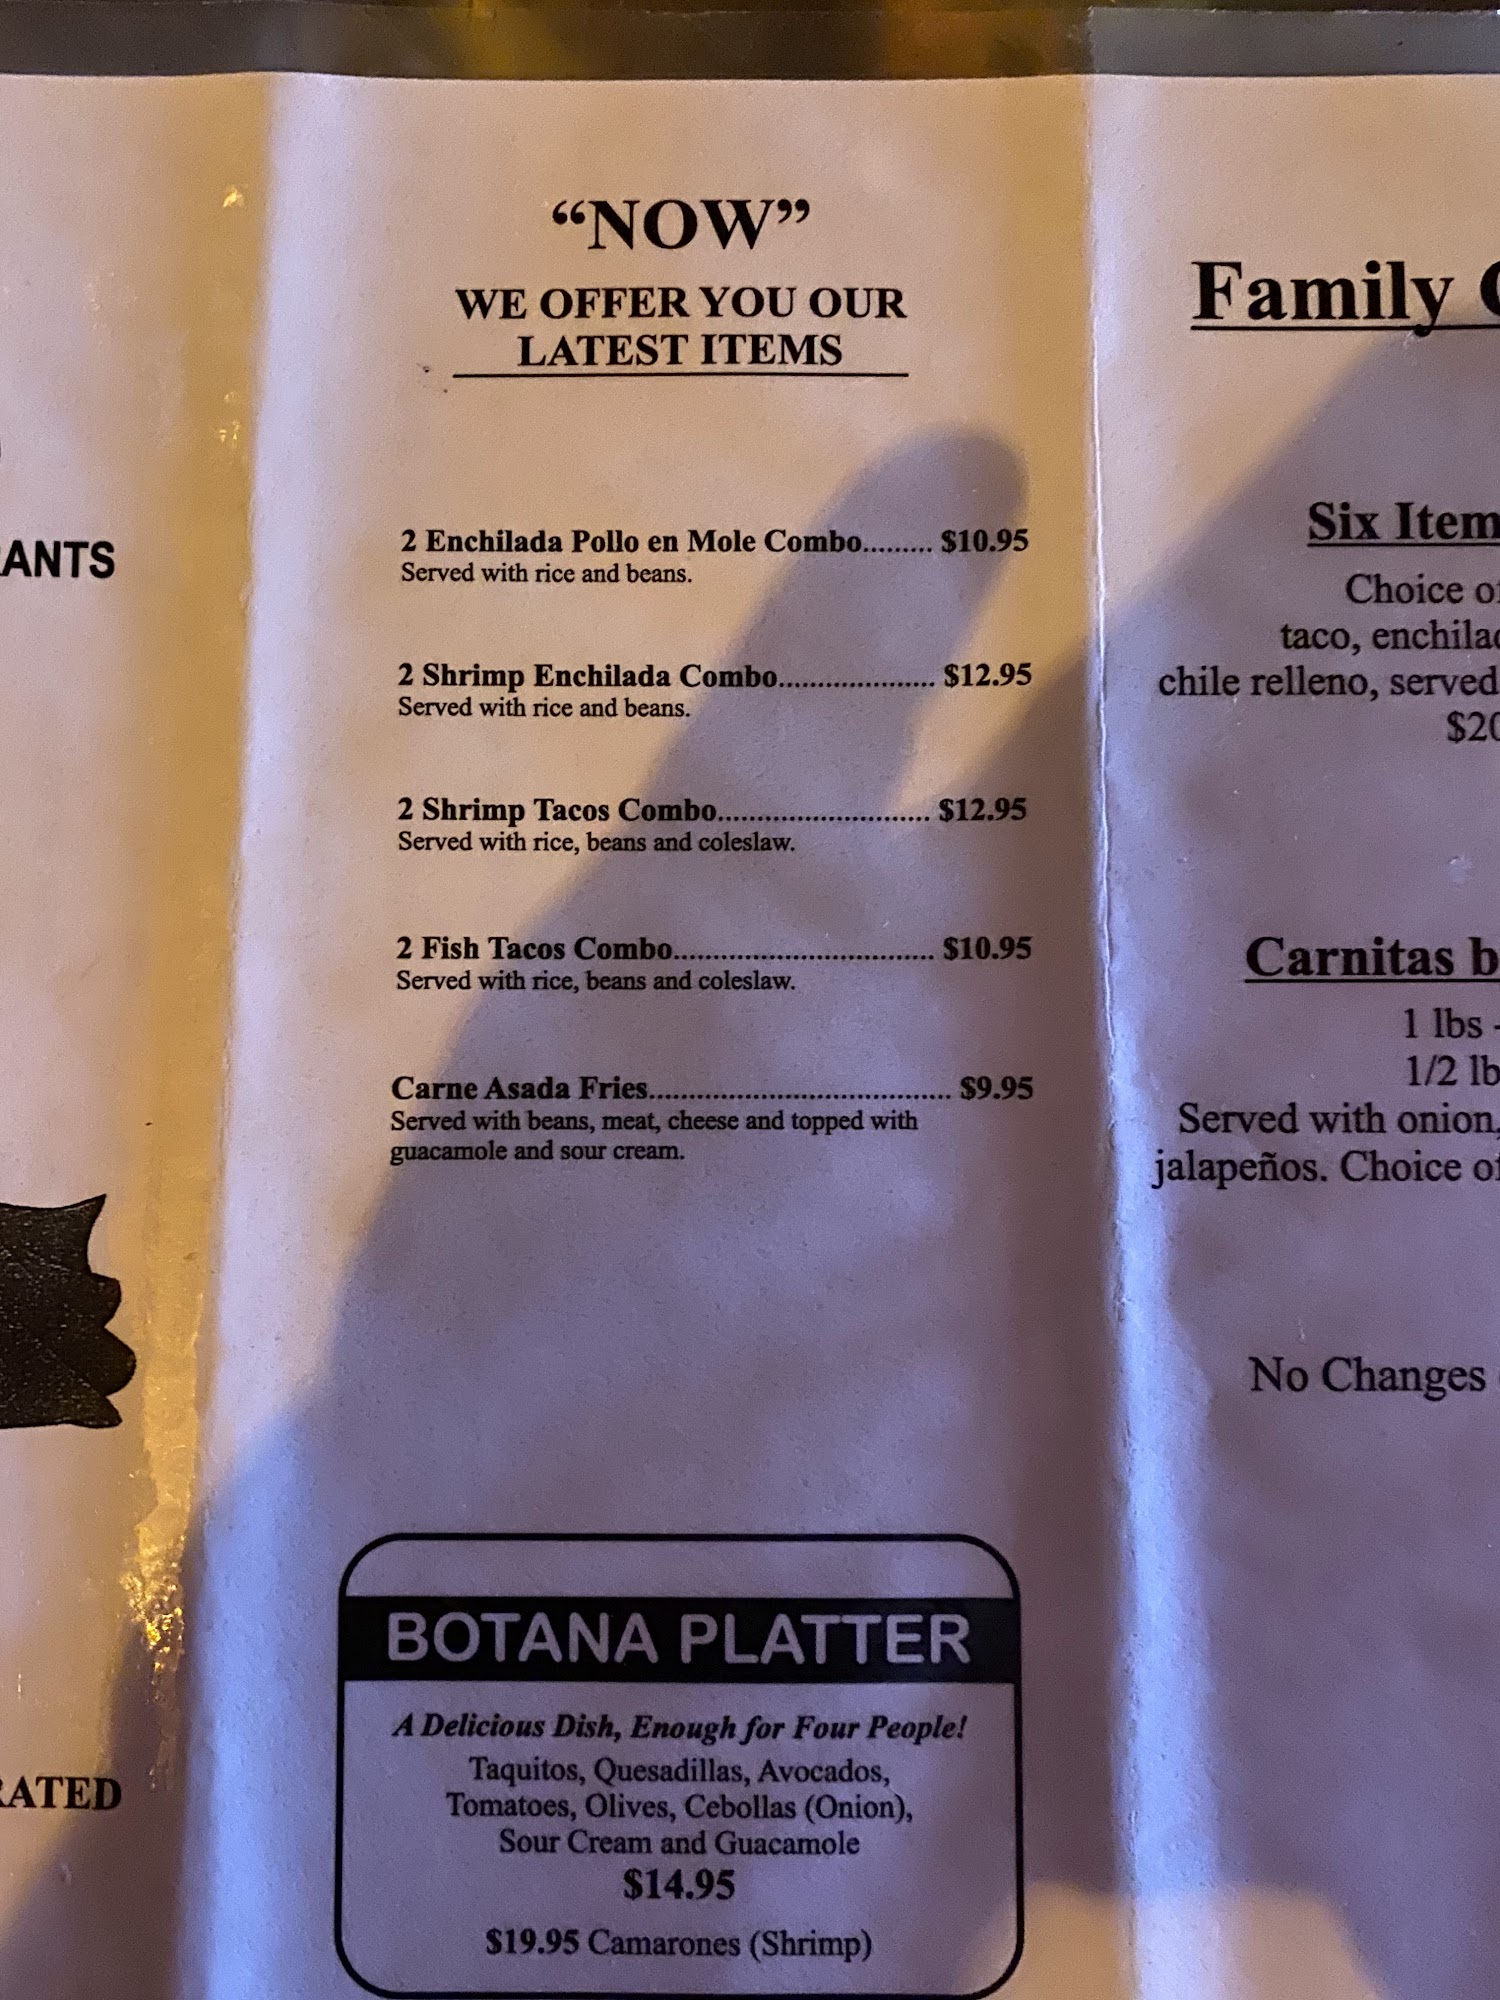 “NOW”
WE OFFER YOU OUR
LATEST ITEMS
2 Enchilada Pollo en Mole Combo......... $10.95
Served with rice and beans.
2 Shrimp Enchilada Combo.................... $12.95
Served with rice and beans.
2 Shrimp Tacos Combo........................... $12.95
Served with rice, beans and coleslaw.
2 Fish Tacos Combo................................. $10.95
Served with rice, beans and coleslaw.
Carne Asada Fries...................................... $9.95
Served with beans, meat, cheese and topped with
guacamole and sour cream.
BOTANA PLATTER
A Delicious Dish, Enough for Four People!
Taquitos, Quesadillas, Avocados,
Tomatoes, Olives, Cebollas (Onion),
Sour Cream and Guacamole
$14.95
$19.95 Camarones (Shrimp)
Family
Six Item
Choice
taco,
chile relleno, served
Carnitas
1 lbs -
1/2 lb
Served with onion,
jalapeños. Choice
No Changes